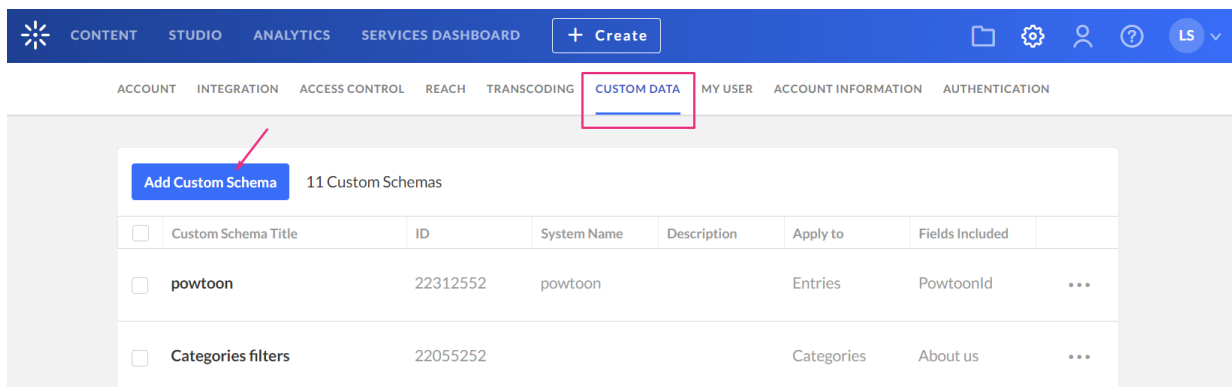 CONTENT STUDIO ANALYTICS SERVICES DASHBOARD + Create ? LS
ACCOUNT INTEGRATION ACCESS CONTROL REACH TRANSCODING CUSTOM DATA MY USER ACCOUNT INFORMATION AUTHENTICATION
Add Custom Schema 11 Custom Schemas
Custom Schema Title ID System Name Description Apply to Fields Included
powtoon 22312552 powtoon Entries PowtoonId
Categories filters 22055252 Categories About us